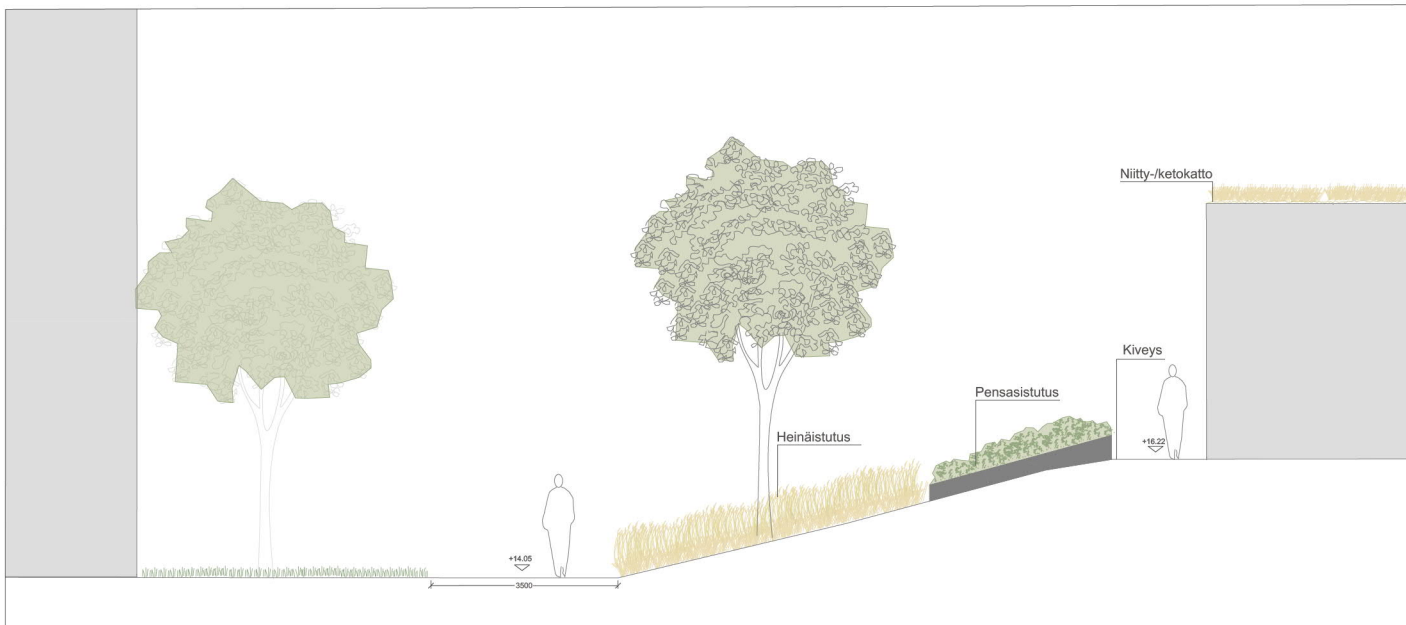 Niitty-/ketokatto
Kiveys
Pensasistutus
Heinäistutus
+16.22
+14.05
3500